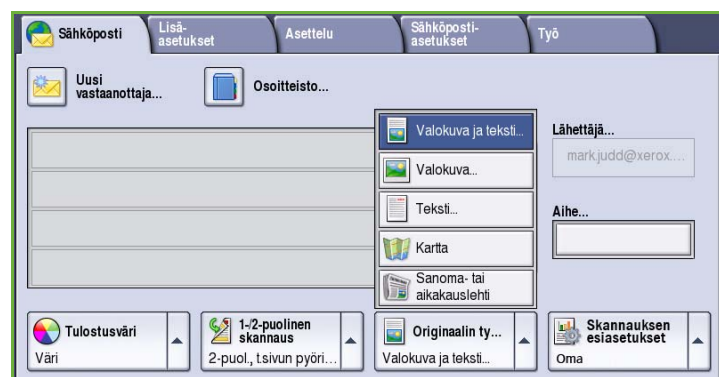 Sähköposti
Lisä-
asetukset
Asettelu
Sähköposti-
asetukset
Työ
Uusi
vastaanottaja...
Osoitteisto...
Valokuva ja teksti...
Valokuva...
Teksti...
Kartta
Sanoma- tai
aikakauslehti
Lähettäjä...
mark.judd@xerox....
Aihe...
Tulostusväri
Väri
1-/2-puolinen
skannaus
2-puol., t.sivun pyöri...
Originaalin ty...
Valokuva ja teksti...
Skannauksen
esiasetukset
Oma